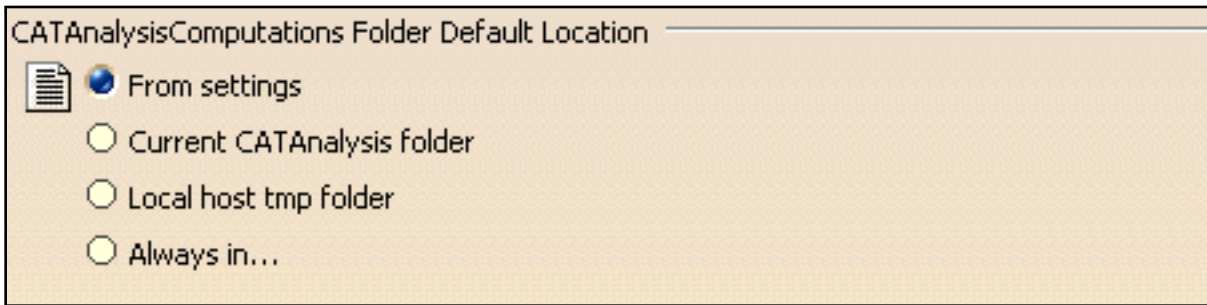 CATAnalysisComputations Folder Default Location
From settings
Current CATAnalysis folder
Local host tmp folder
Always in...